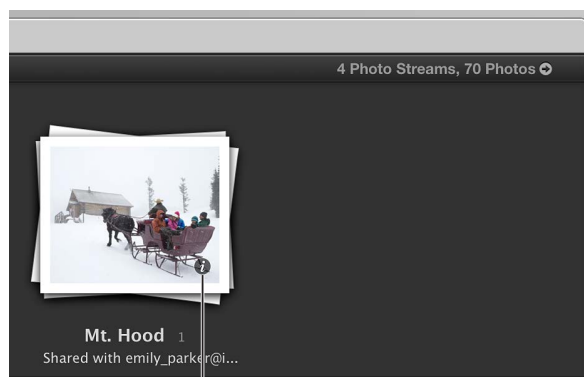 4 Photo Streams, 70 Photos
Mt. Hood 1
Shared with emily_parker@i...